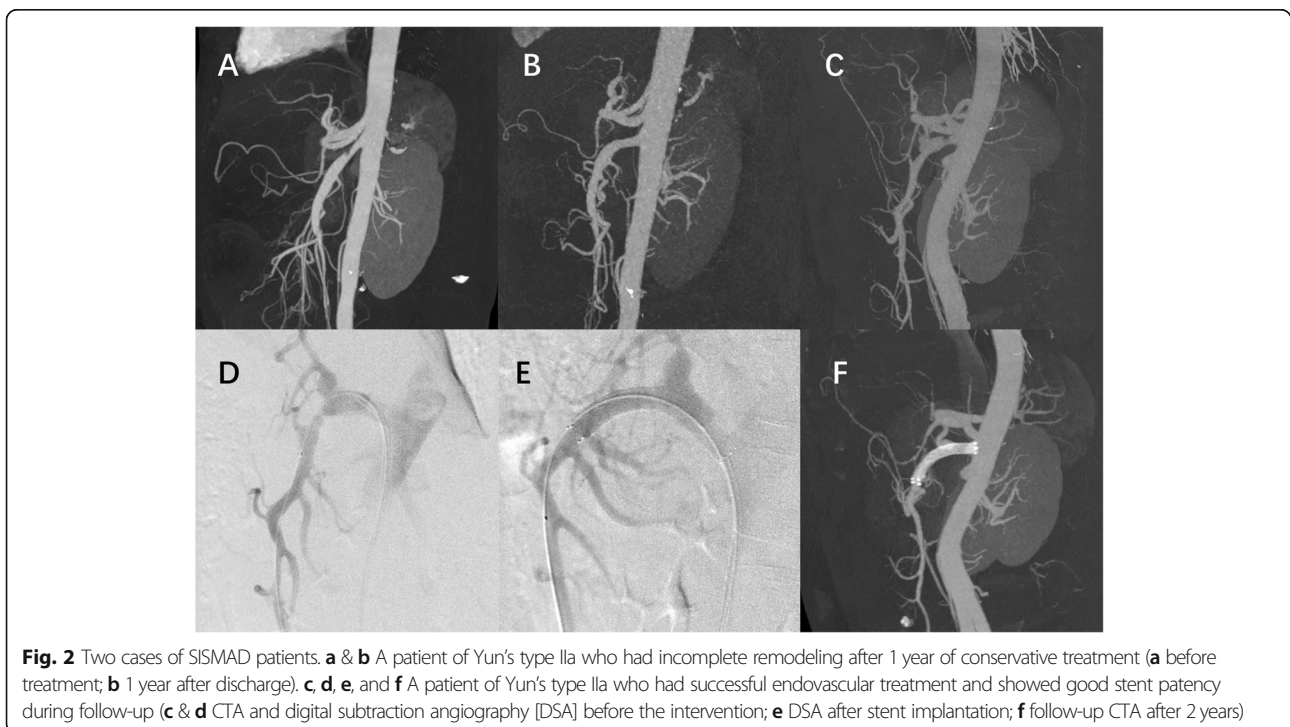 A
B
C
D
E
F
Fig. 2 Two cases of SISMAD patients. a & b A patient of Yun's type IIa who had incomplete remodeling after 1 year of conservative treatment (a before
treatment; b 1 year after discharge). c, d, e, and f A patient of Yun's type IIa who had successful endovascular treatment and showed good stent patency
during follow-up (c & d CTA and digital subtraction angiography [DSA] before the intervention; e DSA after stent implantation; f follow-up CTA after 2 years)